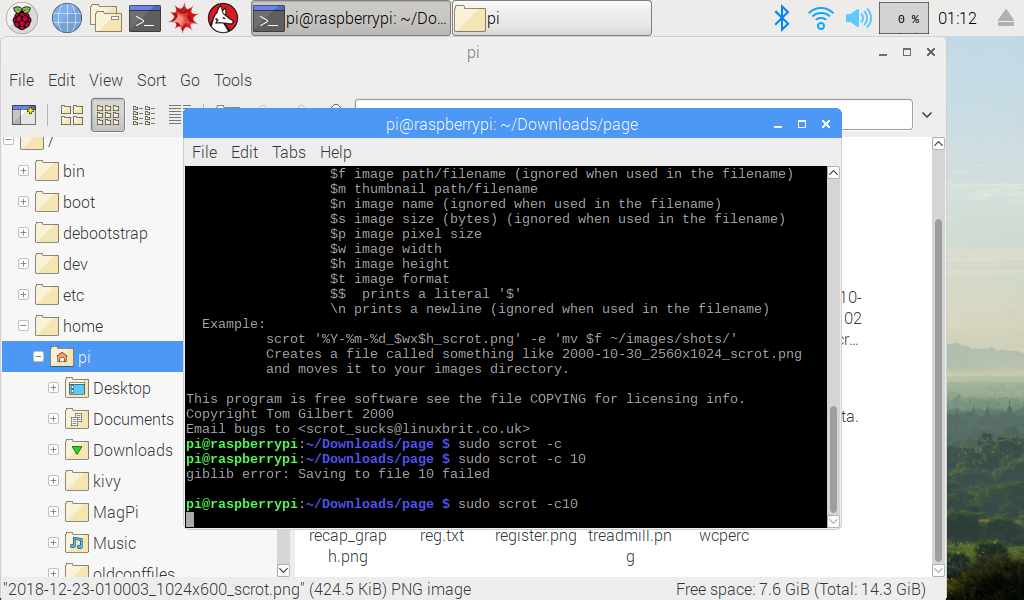 pi@raspberrypi: ~/Do...
pi
0 %
01:12
pi
File Edit View Sort Go Tools
/
bin
boot
debootstrap
dev
etc
home
pi
Desktop
Documents
Downloads
kivy
MagPi
Music
oldconffiles
pi@raspberrypi: ~/Downloads/page
File Edit Tabs Help
$f image path/filename (ignored when used in the filename)
$m thumbnail path/filename
$n image name (ignored when used in the filename)
$s image size (bytes) (ignored when used in the filename)
$p image pixel size
$w image width
$h image height
$t image format
$$ prints a literal '$'
\n prints a newline (ignored when used in the filename)
Example:
scrot '%Y-%m-%d_$wx$h_scrot.png' -e 'mv $f ~/images/shots/'
Creates a file called something like 2000-10-30_2560x1024_scrot.png
and moves it to your images directory.
This program is free software see the file COPYING for licensing info.
Copyright Tom Gilbert 2000
Email bugs to <scrot_sucks@linuxbrit.co.uk>
pi@raspberrypi:~/Downloads/page $ sudo scrot -c
pi@raspberrypi:~/Downloads/page $ sudo scrot -c 10
giblib error: Saving to file 10 failed
pi@raspberrypi:~/Downloads/page $ sudo scrot -c10
10-
02
cr...
ta.
recap_grap
h.png
reg.txt
register.png
treadmill.pn
g
wcperc
"2018-12-23-010003_1024x600_scrot.png" (424.5 KiB) PNG image
Free space: 7.6 GiB (Total: 14.3 GiB)